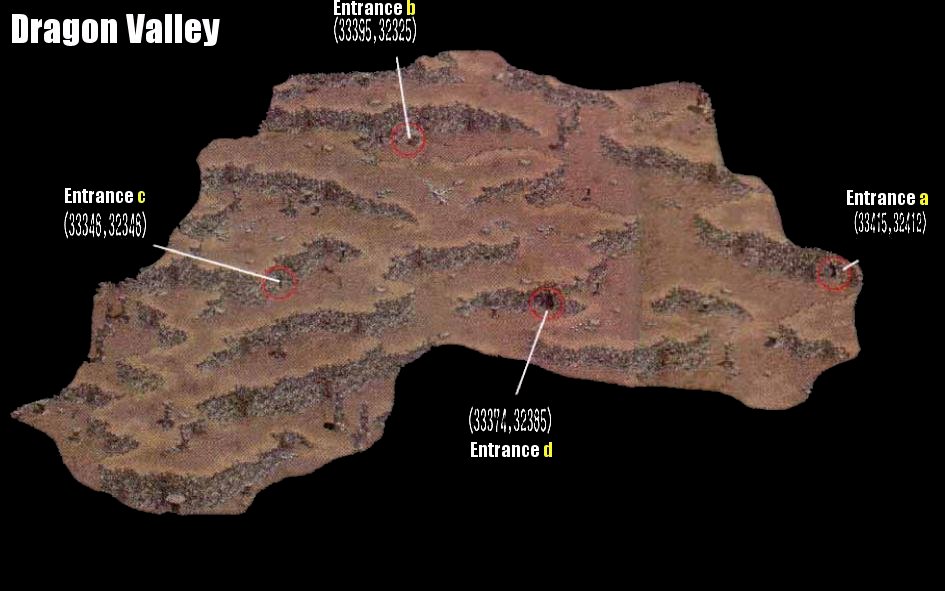 Dragon Valley
Entrance b
(33395,32325)
Entrance c
(33348,32348)
Entrance a
(33415,32412)
(33374,32385)
Entrance d